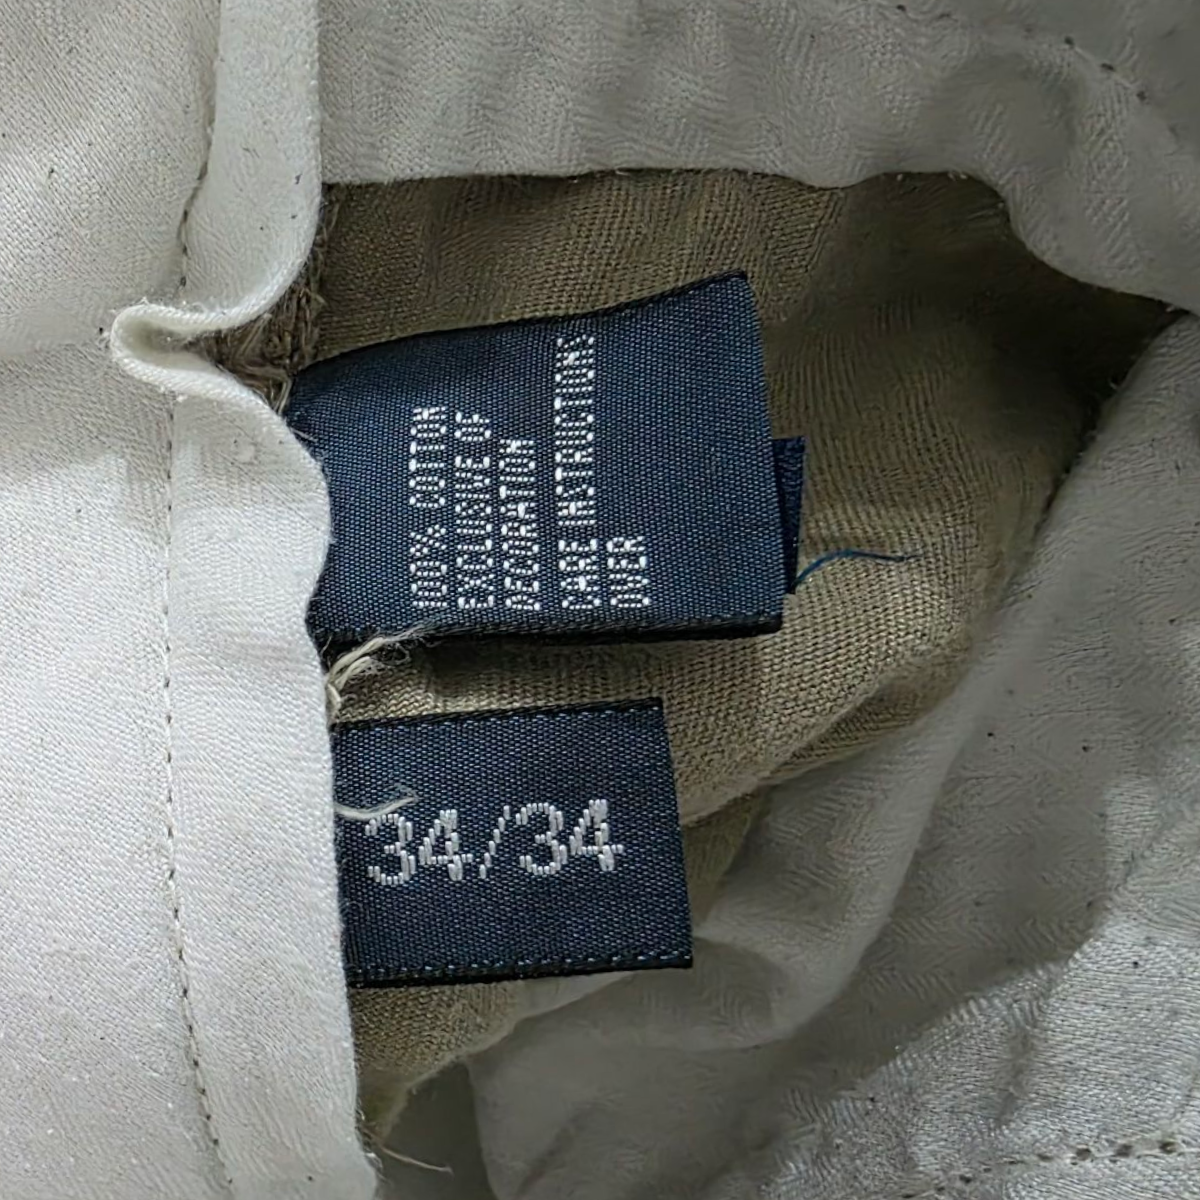 100% COTTON
EXCLUSIVE OF
DECORATION
CARE INSTRUCTIONS
OVER
34/34